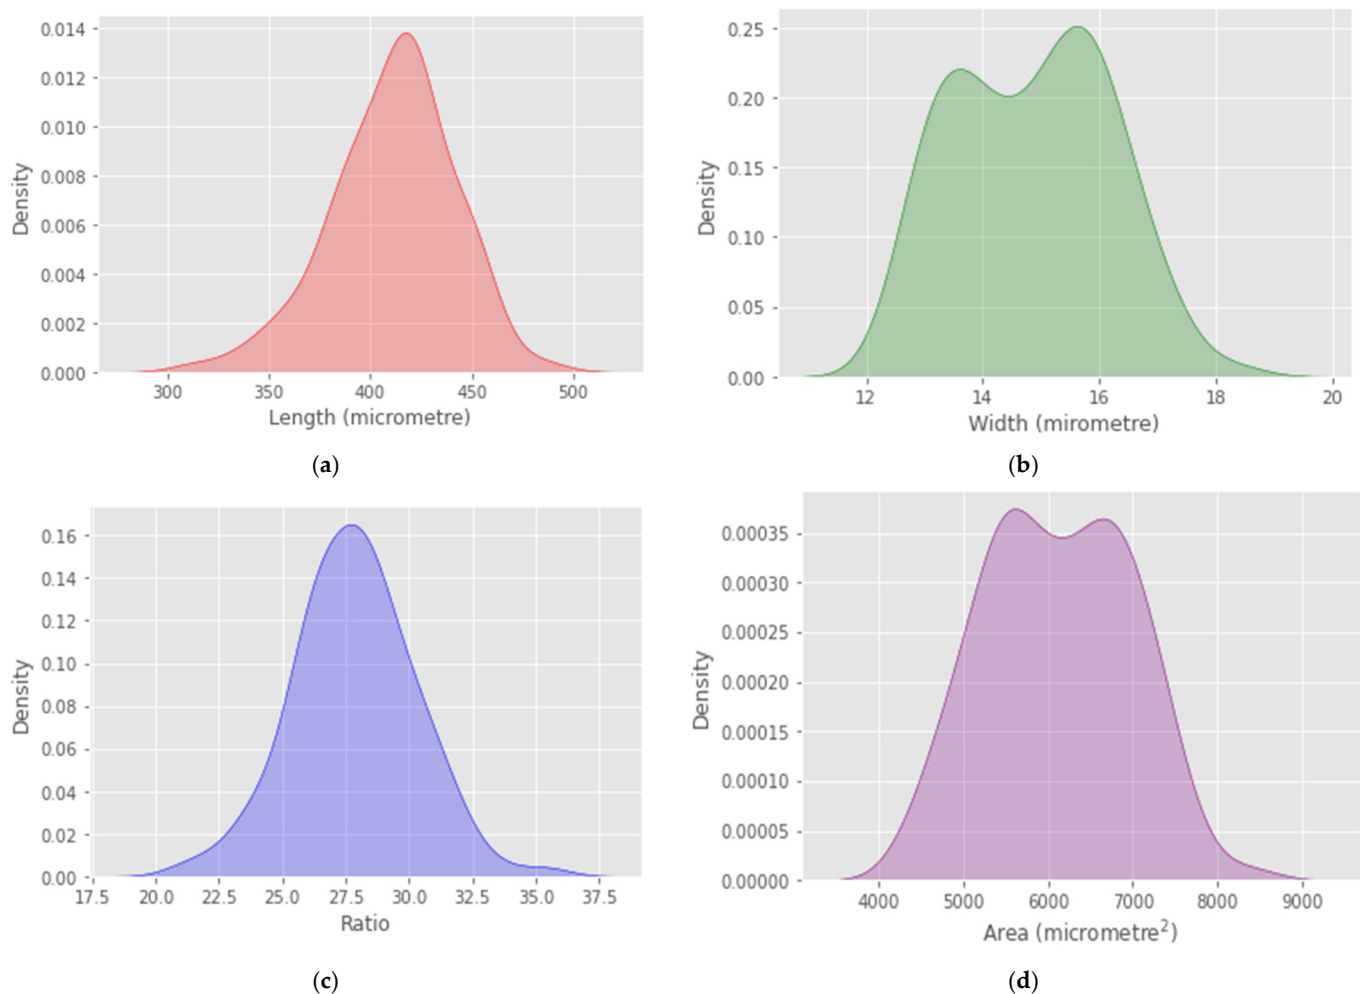 0.014
0.012
0.010
0.008
0.006
0.004
0.002
0.000
Density
300 350 400 450 500
Length (micrometre)
(a)
0.25
0.20
0.15
0.10
0.05
0.00
Density
12 14 16 18 20
Width (mirometre)
(b)
0.16
0.14
0.12
0.10
0.08
0.06
0.04
0.02
0.00
Density
17.5 20.0 22.5 25.0 27.5 30.0 32.5 35.0 37.5
Ratio
(c)
0.00035
0.00030
0.00025
0.00020
0.00015
0.00010
0.00005
0.00000
Density
4000 5000 6000 7000 8000 9000
Area (micrometre²)
(d)